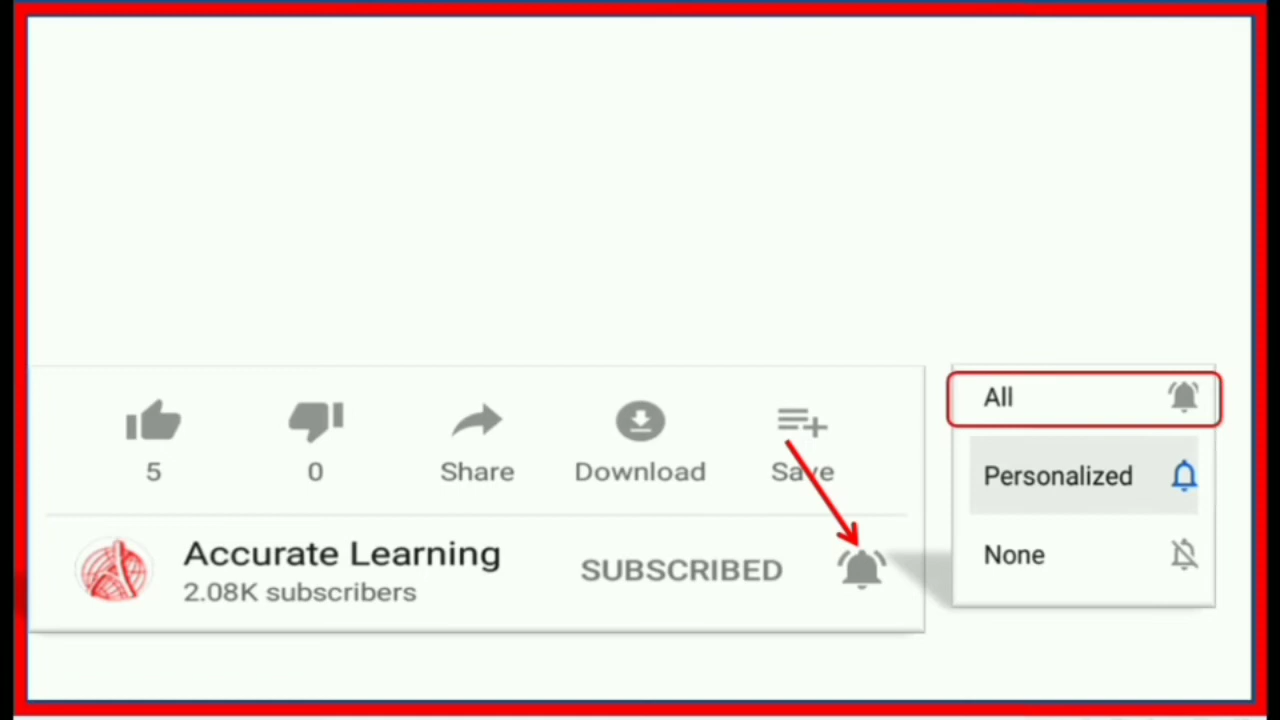 5 0 Share Download Save
Accurate Learning
2.08K subscribers
SUBSCRIBED
All
Personalized
None